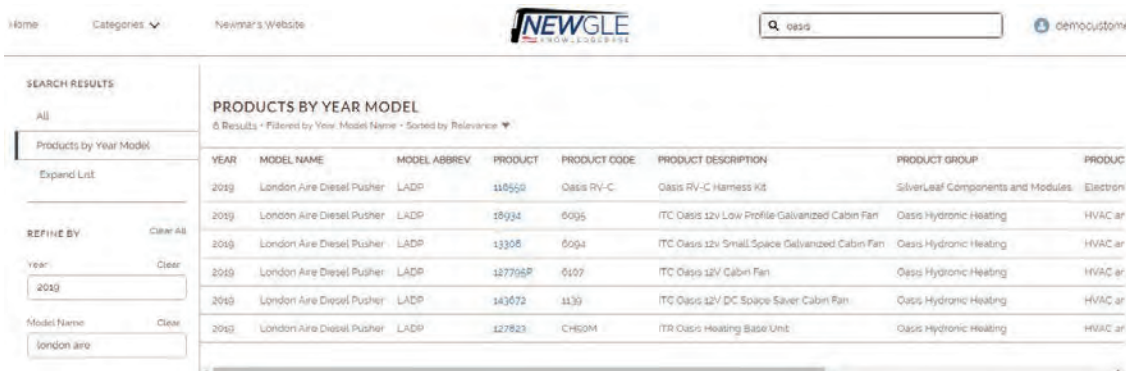 Home Categories Newmar's Website NEWGLE oasis democustome
KNOWLEDGEBASE
SEARCH RESULTS
All
Products by Year Model
Expand List
REFINE BY Clear All
Year Clear
2019
Model Name Clear
london aire
PRODUCTS BY YEAR MODEL
6 Results • Filtered by Year, Model Name • Sorted by Relevance
YEAR MODEL NAME MODEL ABBREV PRODUCT PRODUCT CODE PRODUCT DESCRIPTION PRODUCT GROUP PRODUC
2019 London Aire Diesel Pusher LADP 116550 Oasis RV-C Oasis RV-C Harness Kit SilverLeaf Components and Modules Electron
2019 London Aire Diesel Pusher LADP 18934 6095 ITC Oasis 12v Low Profile Galvanized Cabin Fan Oasis Hydronic Heating HVAC ar
2019 London Aire Diesel Pusher LADP 13308 6094 ITC Oasis 12v Small Space Galvanized Cabin Fan Oasis Hydronic Heating HVAC ar
2019 London Aire Diesel Pusher LADP 127705P 6107 ITC Oasis 12V Cabin Fan Oasis Hydronic Heating HVAC ar
2019 London Aire Diesel Pusher LADP 143672 1139 ITC Oasis 12V DC Space Saver Cabin Fan Oasis Hydronic Heating HVAC ar
2019 London Aire Diesel Pusher LADP 127823 CH50M ITR Oasis Heating Base Unit Oasis Hydronic Heating HVAC ar